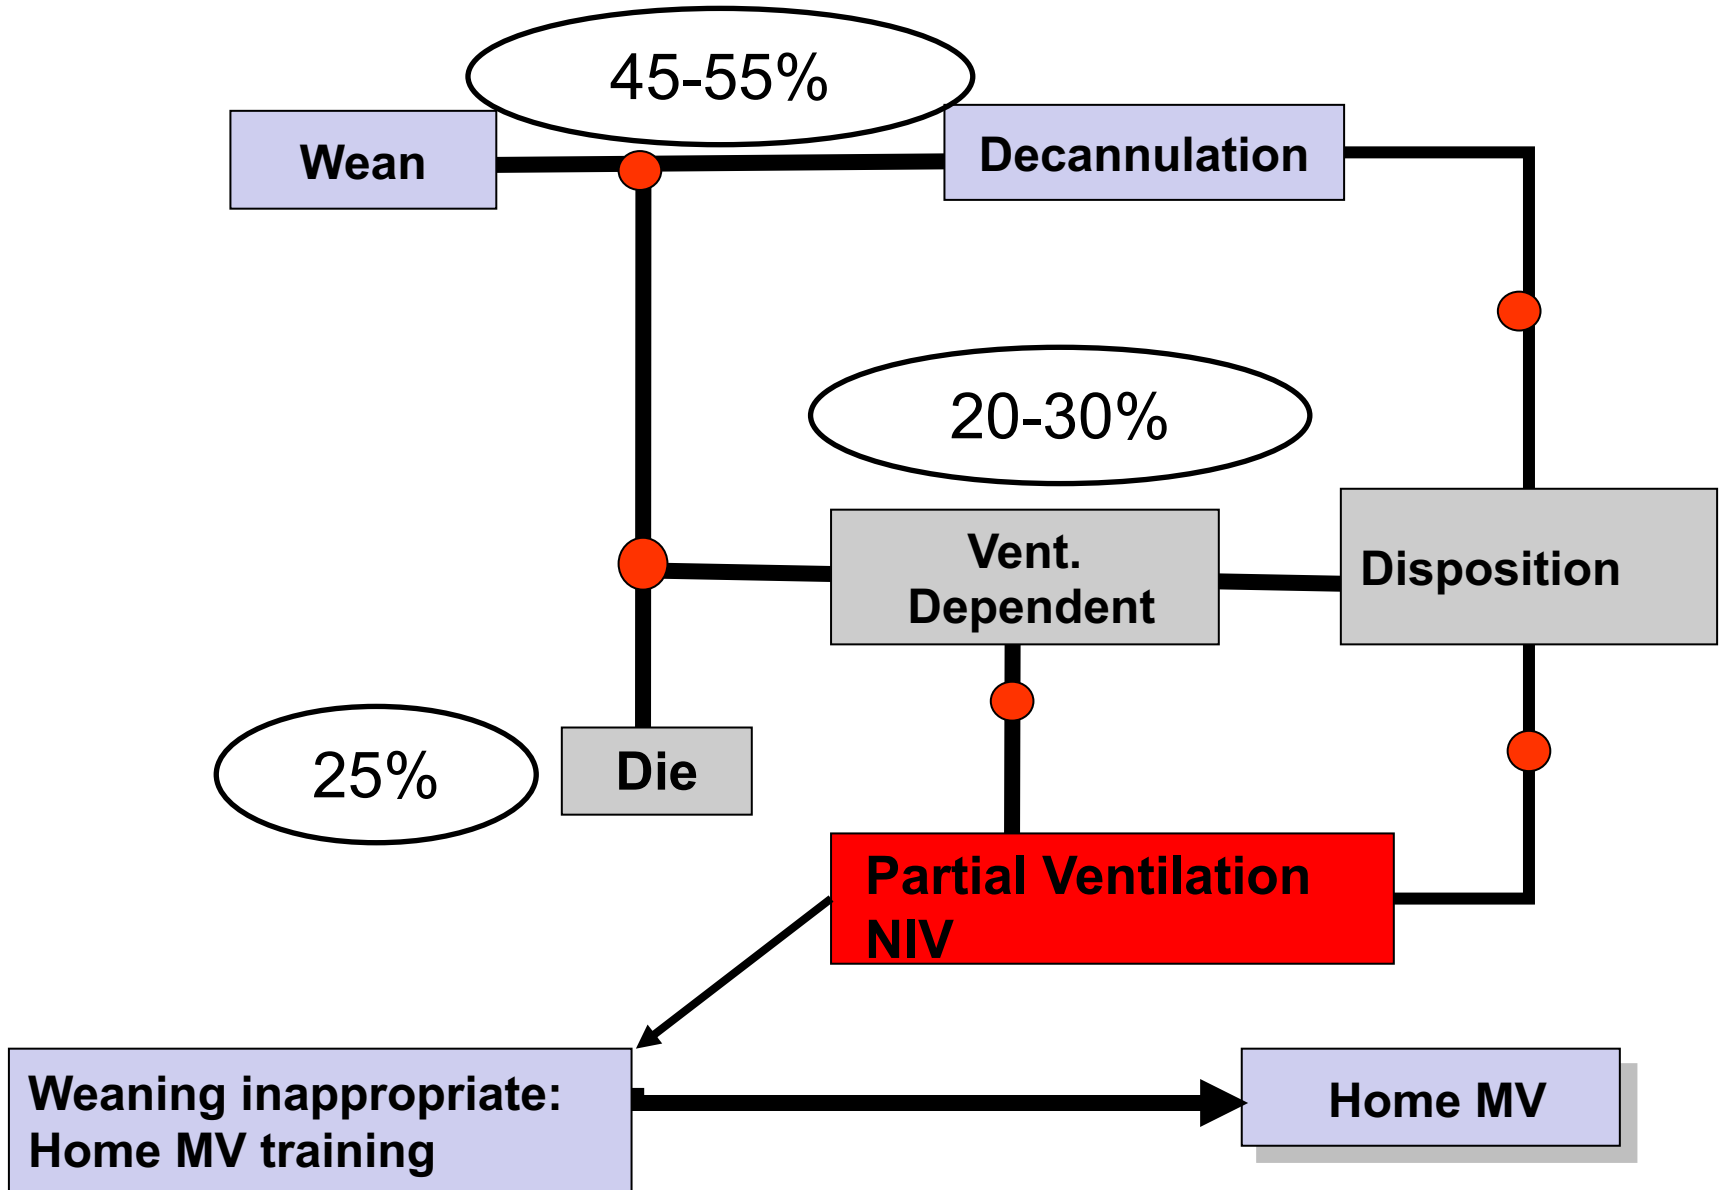 45-55%
Wean
Decannulation
20-30%
Vent.
Dependent
Disposition
25%
Die
Partial Ventilation
NIV
Weaning inappropriate:
Home MV training
Home MV